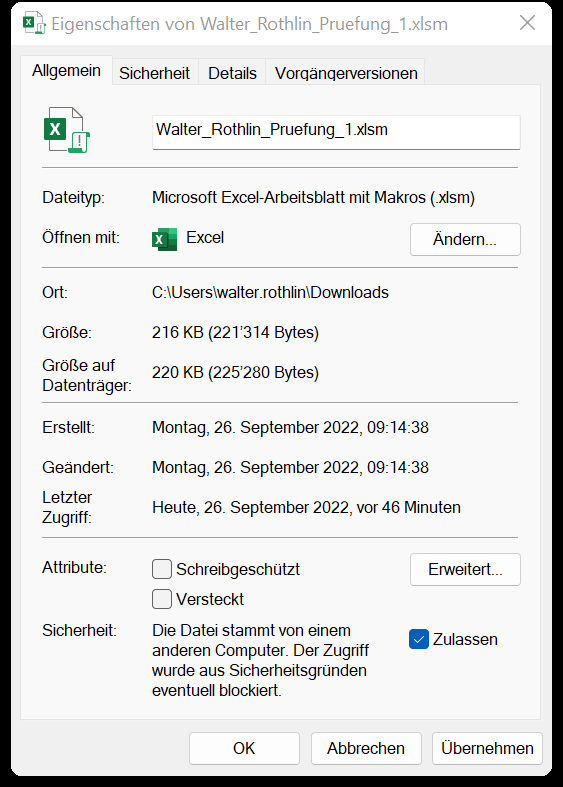 Eigenschaften von Walter_Rothlin_Pruefung_1.xlsm
Allgemein Sicherheit Details Vorgängerversionen
Walter_Rothlin_Pruefung_1.xlsm
Dateityp: Microsoft Excel-Arbeitsblatt mit Makros (.xlsm)
Öffnen mit: Excel Ändern...
Ort: C:\Users\walter.rothlin\Downloads
Größe: 216 KB (221’314 Bytes)
Größe auf
Datenträger: 220 KB (225’280 Bytes)
Erstellt: Montag, 26. September 2022, 09:14:38
Geändert: Montag, 26. September 2022, 09:14:38
Letzter
Zugriff: Heute, 26. September 2022, vor 46 Minuten
Attribute: Schreibgeschützt Erweitert...
Versteckt
Sicherheit: Die Datei stammt von einem
anderen Computer. Der Zugriff Zulassen
wurde aus Sicherheitsgründen
eventuell blockiert.
OK Abbrechen Übernehmen